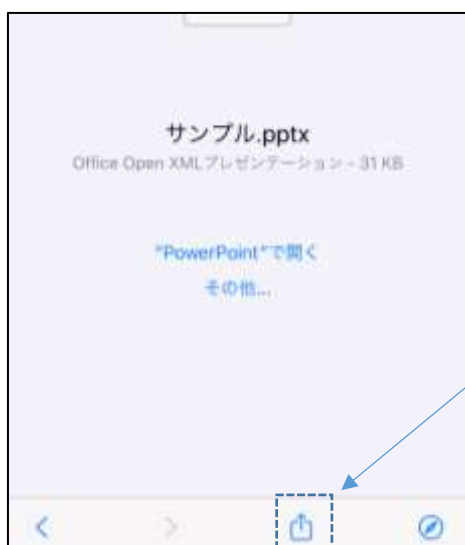 サンプル.pptx
Office Open XMLプレゼンテーション - 31 KB
"PowerPoint"で開く
その他...